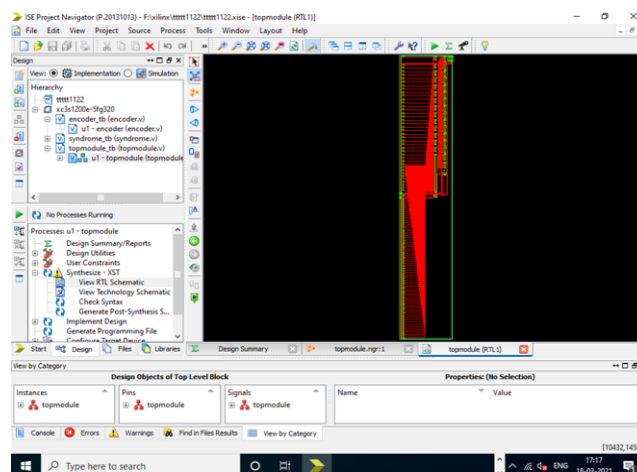 ISE Project Navigator (P.20131013) - F:\xilinx\ttttt1122\ttttt1122.xise - [topmodule (RTL1)]
File Edit View Project Source Process Tools Window Layout Help
Design
View: Implementation Simulation
Hierarchy
ttttt1122
xc3s1200e-5fg320
encoder_tb (encoder.v)
u1 - encoder (encoder.v)
syndrome_tb (syndrome.v)
topmodule_tb (topmodule.v)
u1 - topmodule (topmodule
No Processes Running
Processes: u1 - topmodule
Design Summary/Reports
Design Utilities
User Constraints
Synthesize - XST
View RTL Schematic
View Technology Schematic
Check Syntax
Generate Post-Synthesis S...
Implement Design
Generate Programming File
Configure Target Device
Start Design Files Libraries Design Summary topmodule.ngr:1 topmodule (RTL1)
View by Category
Design Objects of Top Level Block Properties: (No Selection)
Instances Pins Signals Name Value
topmodule topmodule topmodule
Console Errors Warnings Find in Files Results View by Category
[10432,145
Type here to search ENG 17:17
18-03-2021